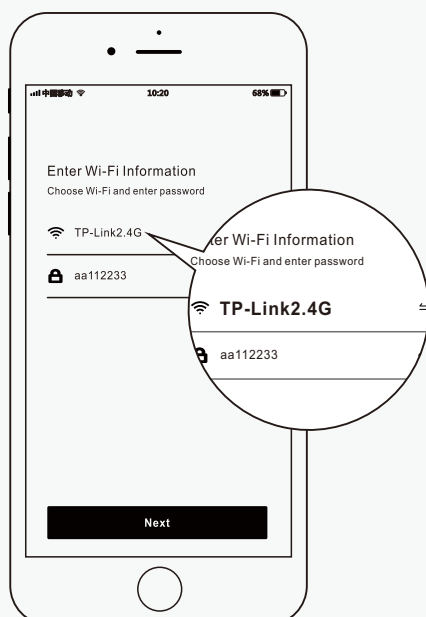 中国移动 10:20 68%
Enter Wi-Fi Information
Choose Wi-Fi and enter password
TP-Link2.4G
aa112233
Next
ter Wi-Fi Information
Choose Wi-Fi and enter password
TP-Link2.4G
aa112233